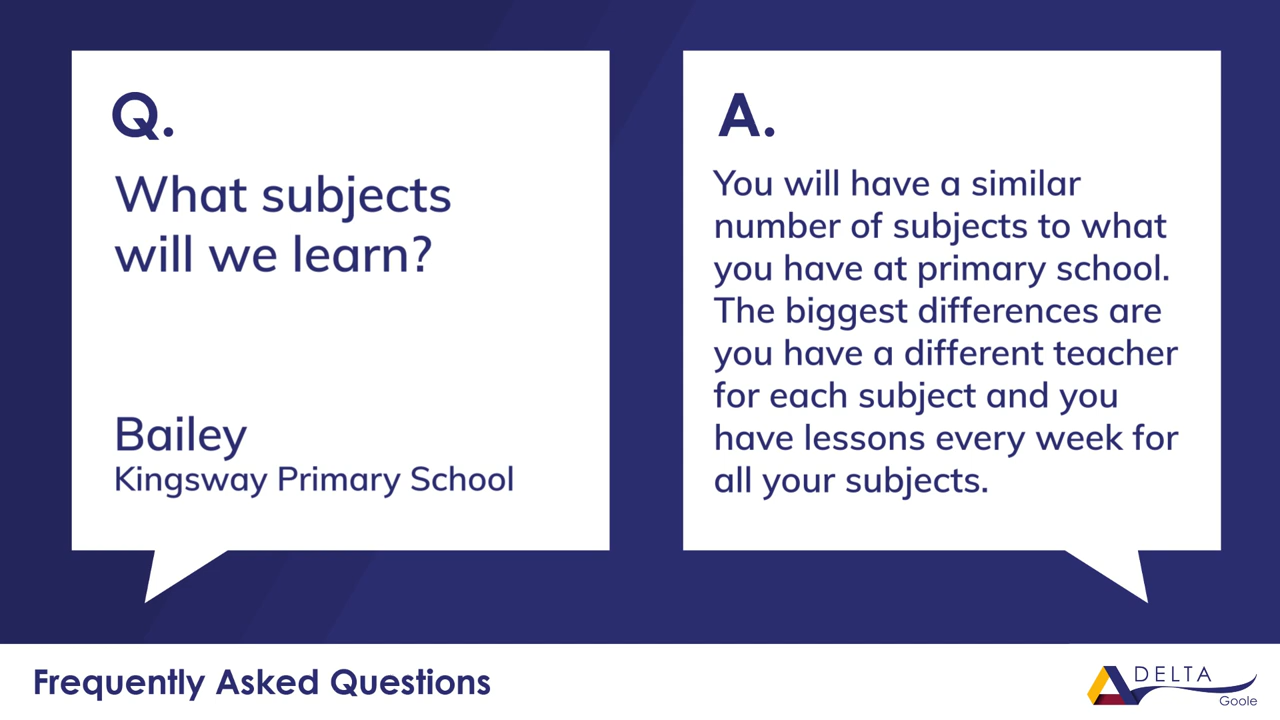 Q.
What subjects
will we learn?
Bailey
Kingsway Primary School
A.
You will have a similar
number of subjects to what
you have at primary school.
The biggest differences are
you have a different teacher
for each subject and you
have lessons every week for
all your subjects.
Frequently Asked Questions
DELTA
Goole